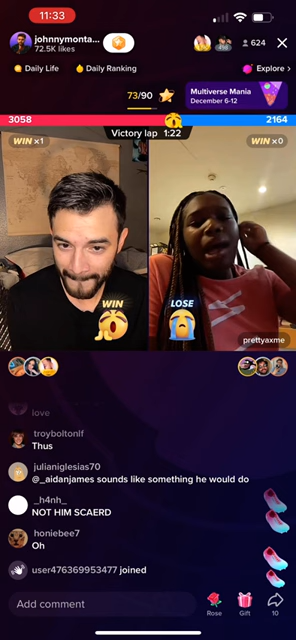 11:33
johnnymonta...
72.5K likes
624
Daily Life
Daily Ranking
Explore >
73/90
Multiverse Mania
December 6-12
3058
2164
Victory lap 1:22
WIN x1
WIN x0
WIN
LOSE
prettyaxme
love
troyboltonlf
Thus
julianiglesias70
@_aidanjames sounds like something he would do
_h4nh_
NOT HIM SCAERD
honiebee7
Oh
user476369953477 joined
Add comment
Rose
Gift
10